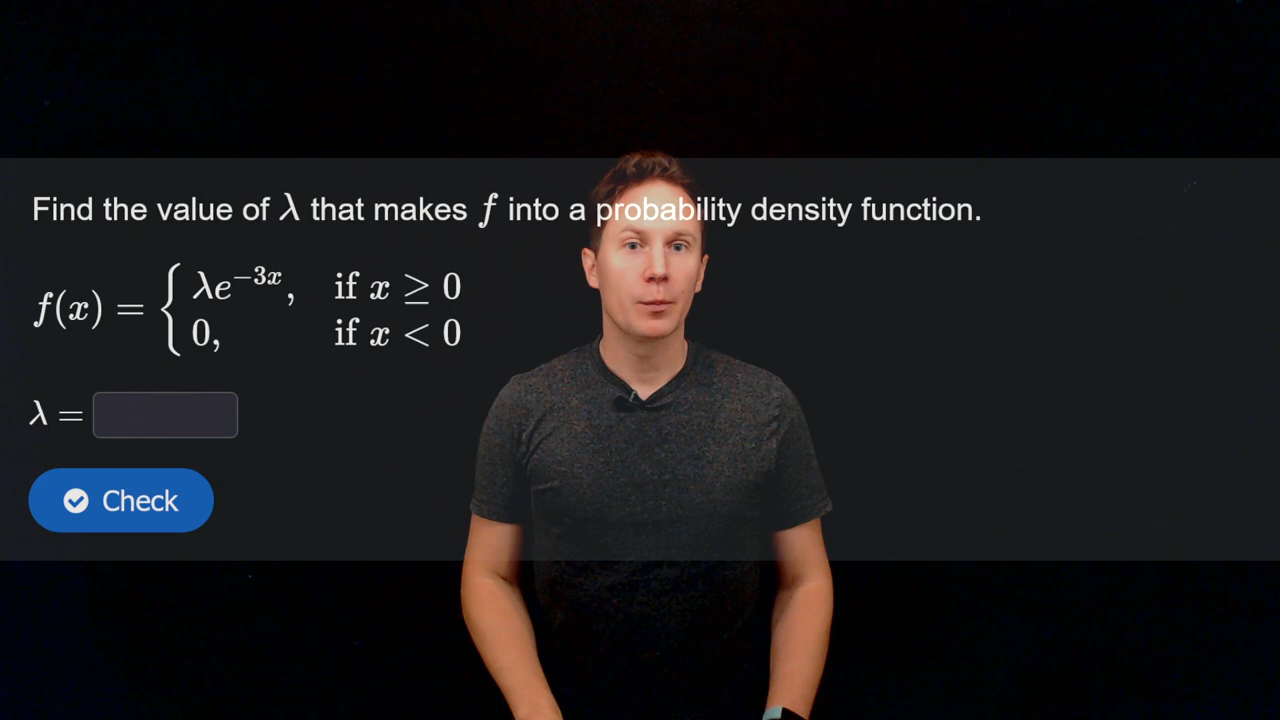 Find the value of λ that makes f into a probability density function.
f(x) = { λe^{-3x}, if x ≥ 0
0, if x < 0
λ =
Check